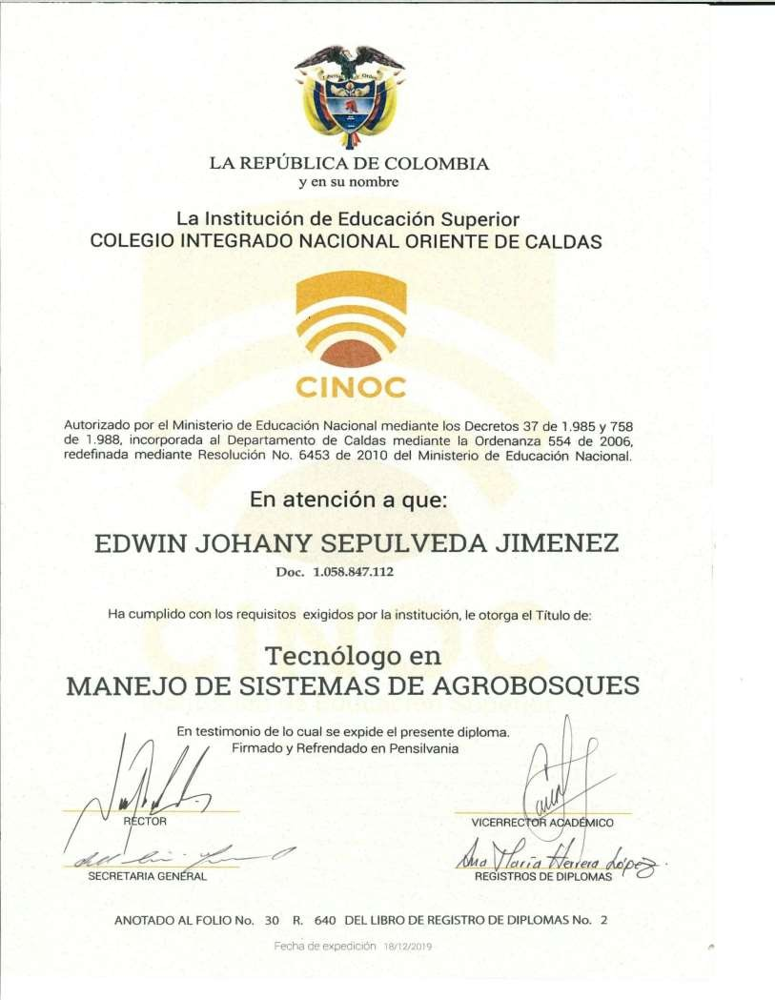 Libertad y Orden
LA REPÚBLICA DE COLOMBIA
y en su nombre
La Institución de Educación Superior
COLEGIO INTEGRADO NACIONAL ORIENTE DE CALDAS
CINOC
Autorizado por el Ministerio de Educación Nacional mediante los Decretos 37 de 1.985 y 758
de 1.988, incorporada al Departamento de Caldas mediante la Ordenanza 554 de 2006,
redefinada mediante Resolución No. 6453 de 2010 del Ministerio de Educación Nacional.
En atención a que:
EDWIN JOHANY SEPULVEDA JIMENEZ
Doc. 1.058.847.112
Ha cumplido con los requisitos exigidos por la institución, le otorga el Título de:
CINOC
Tecnólogo en
MANEJO DE SISTEMAS DE AGROBOSQUES
En testimonio de lo cual se expide el presente diploma.
Firmado y Refrendado en Pensilvania
RECTOR
VICERRECTOR ACADÉMICO
Ana María Herrera López
SECRETARIA GENERAL
REGISTROS DE DIPLOMAS
ANOTADO AL FOLIO No. 30 R. 640 DEL LIBRO DE REGISTRO DE DIPLOMAS No. 2
Fecha de expedición 18/12/2019